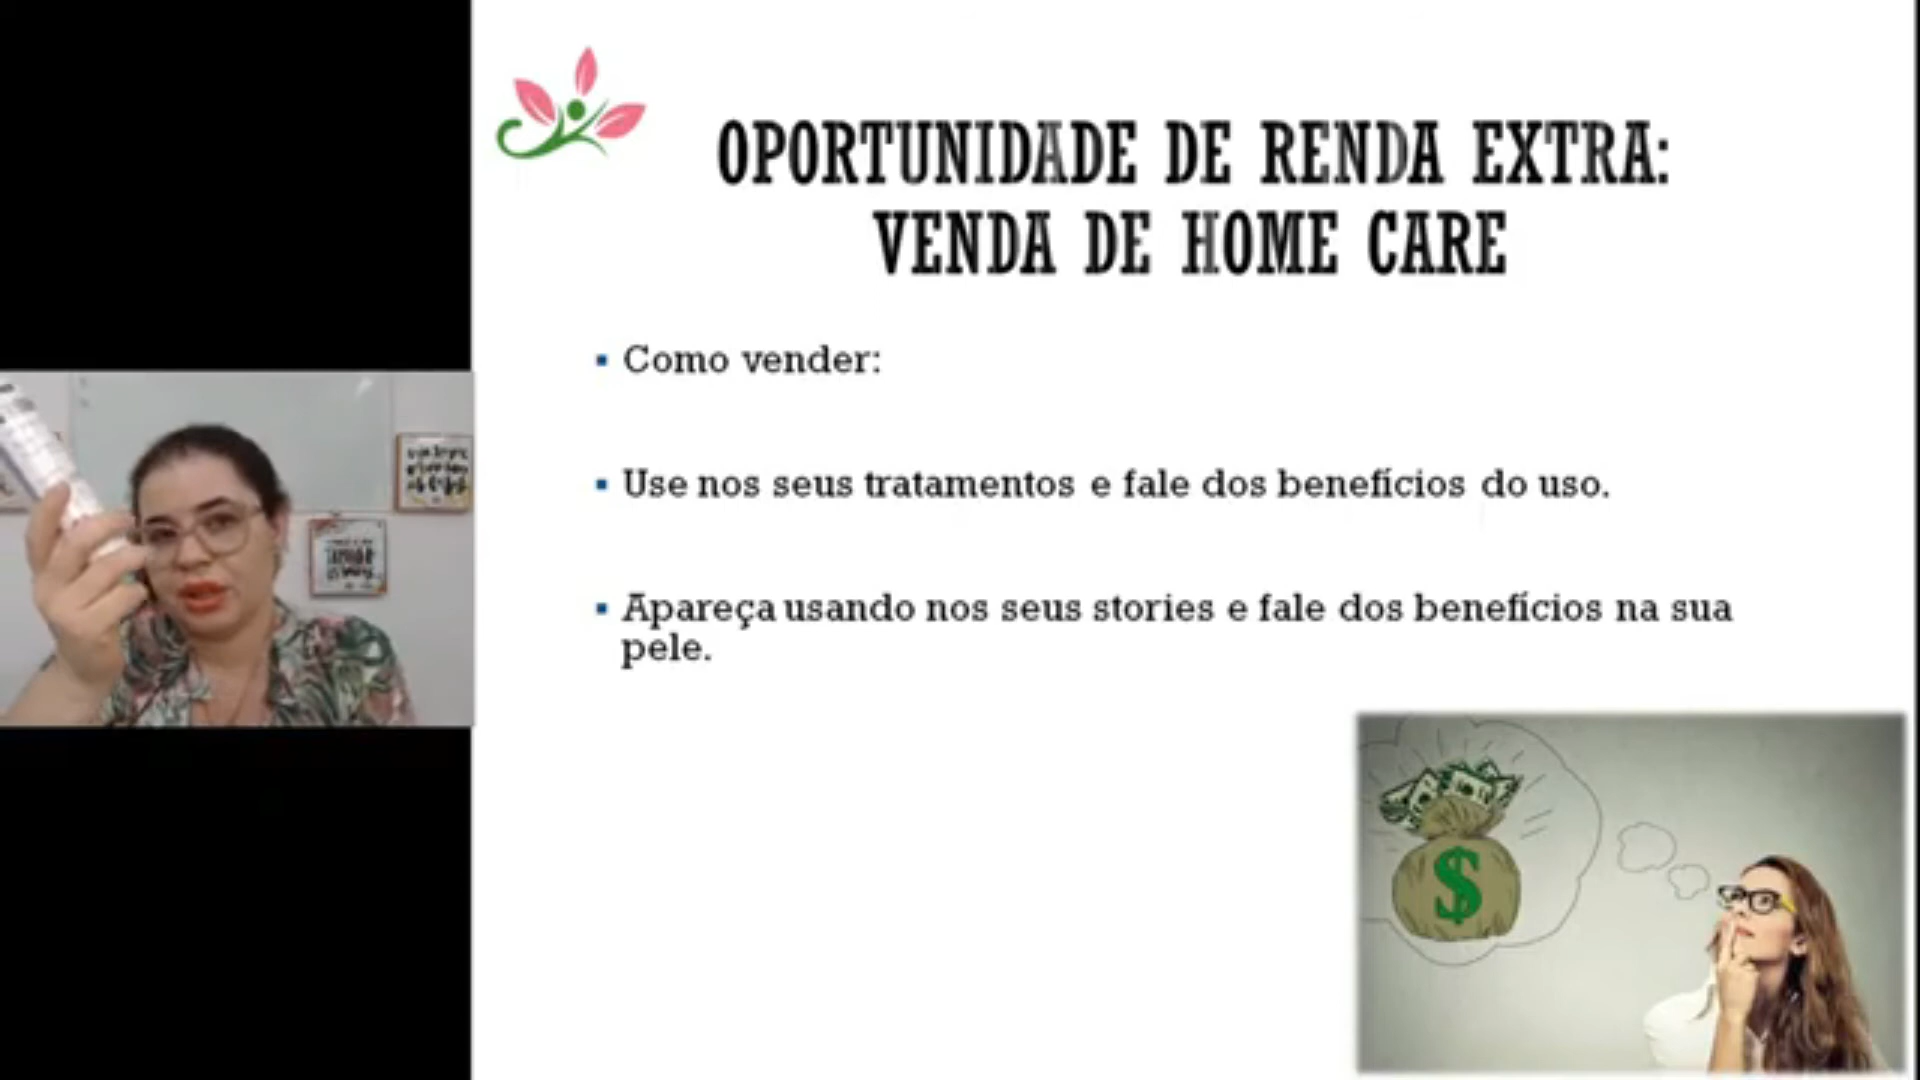 OPORTUNIDADE DE RENDA EXTRA:
VENDA DE HOME CARE
Como vender:
Use nos seus tratamentos e fale dos benefícios do uso.
Apareça usando nos seus stories e fale dos benefícios na sua
pele.
$